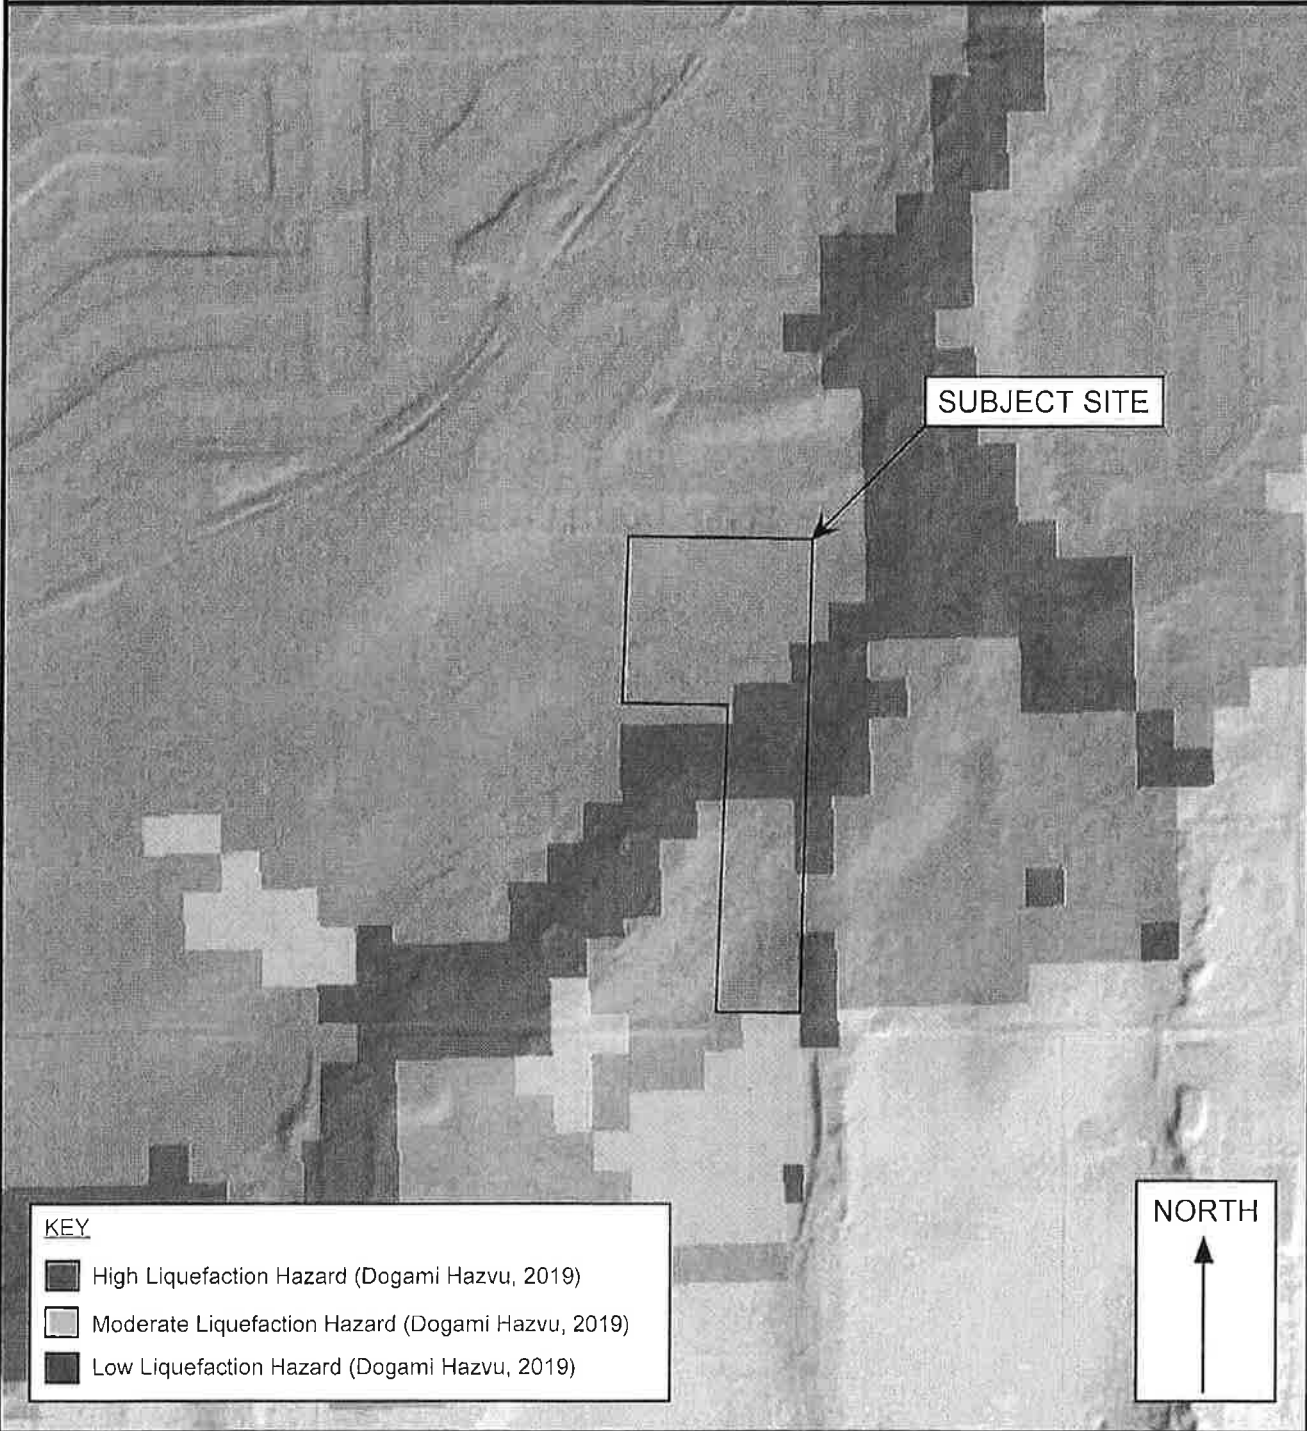 SUBJECT SITE
KEY
High Liquefaction Hazard (Dogami Hazvu, 2019)
Moderate Liquefaction Hazard (Dogami Hazvu, 2019)
Low Liquefaction Hazard (Dogami Hazvu, 2019)
NORTH